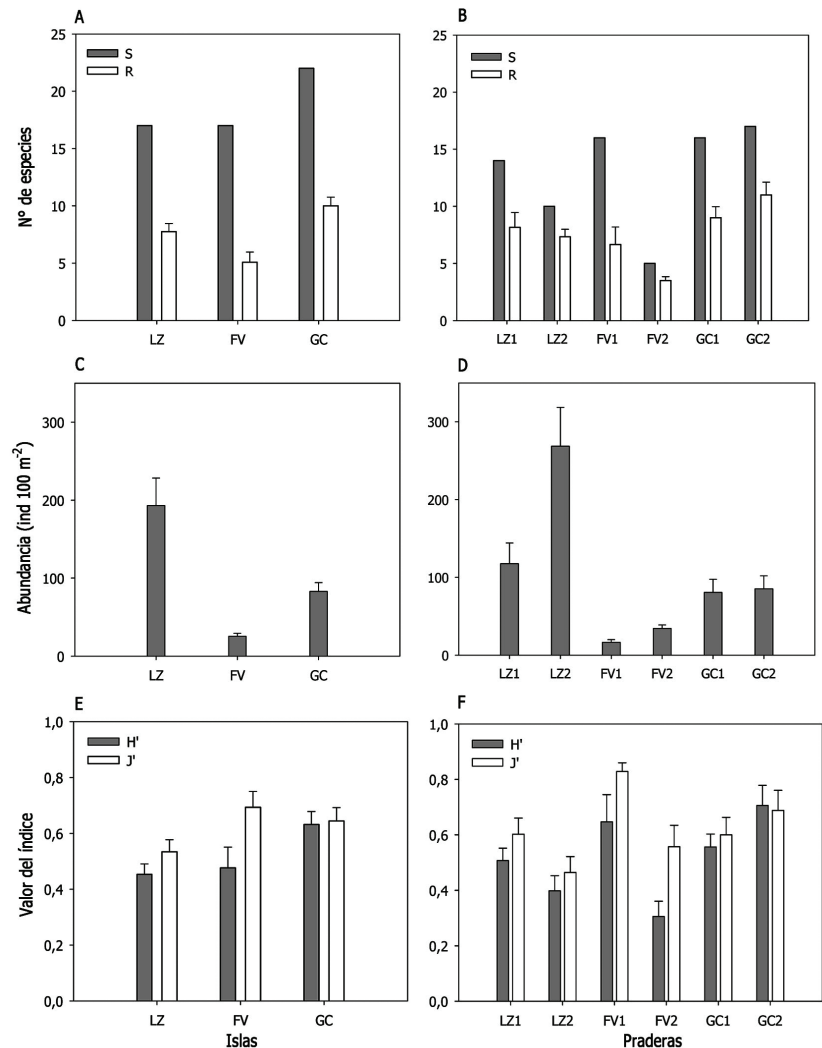 A
S
R
Nº de especies
25
20
15
10
5
0
LZ
FV
GC
B
S
R
25
20
15
10
5
0
LZ1
LZ2
FV1
FV2
GC1
GC2
C
Abundancia (ind 100 m-2)
300
200
100
0
LZ
FV
GC
D
300
200
100
0
LZ1
LZ2
FV1
FV2
GC1
GC2
E
H'
J'
Valor del índice
1,0
0,8
0,6
0,4
0,2
0,0
LZ
FV
GC
Islas
F
H'
J'
1,0
0,8
0,6
0,4
0,2
0,0
LZ1
LZ2
FV1
FV2
GC1
GC2
Praderas